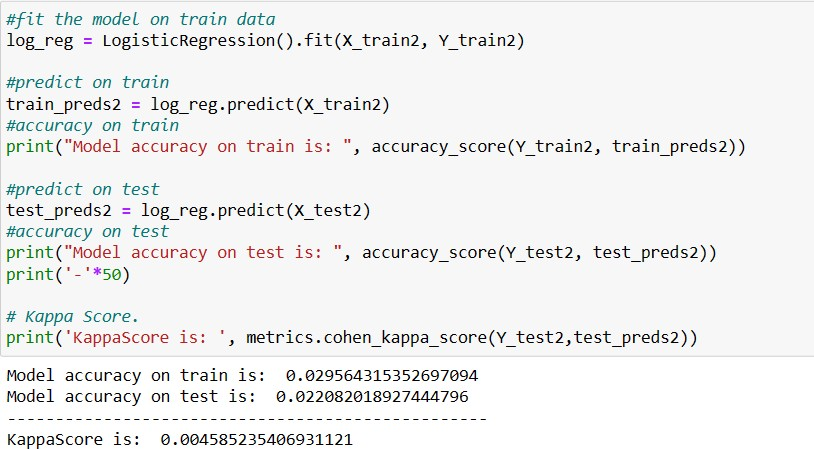 #fit the model on train data
log_reg = LogisticRegression().fit(X_train2, Y_train2)
#predict on train
train_preds2 = log_reg.predict(X_train2)
#accuracy on train
print("Model accuracy on train is: ", accuracy_score(Y_train2, train_preds2))
#predict on test
test_preds2 = log_reg.predict(X_test2)
#accuracy on test
print("Model accuracy on test is: ", accuracy_score(Y_test2, test_preds2))
print('-'*50)
# Kappa Score.
print('KappaScore is: ', metrics.cohen_kappa_score(Y_test2,test_preds2))
Model accuracy on train is:  0.029564315352697094
Model accuracy on test is:  0.022082018927444796
--------------------------------------------------
KappaScore is:  0.004585235406931121